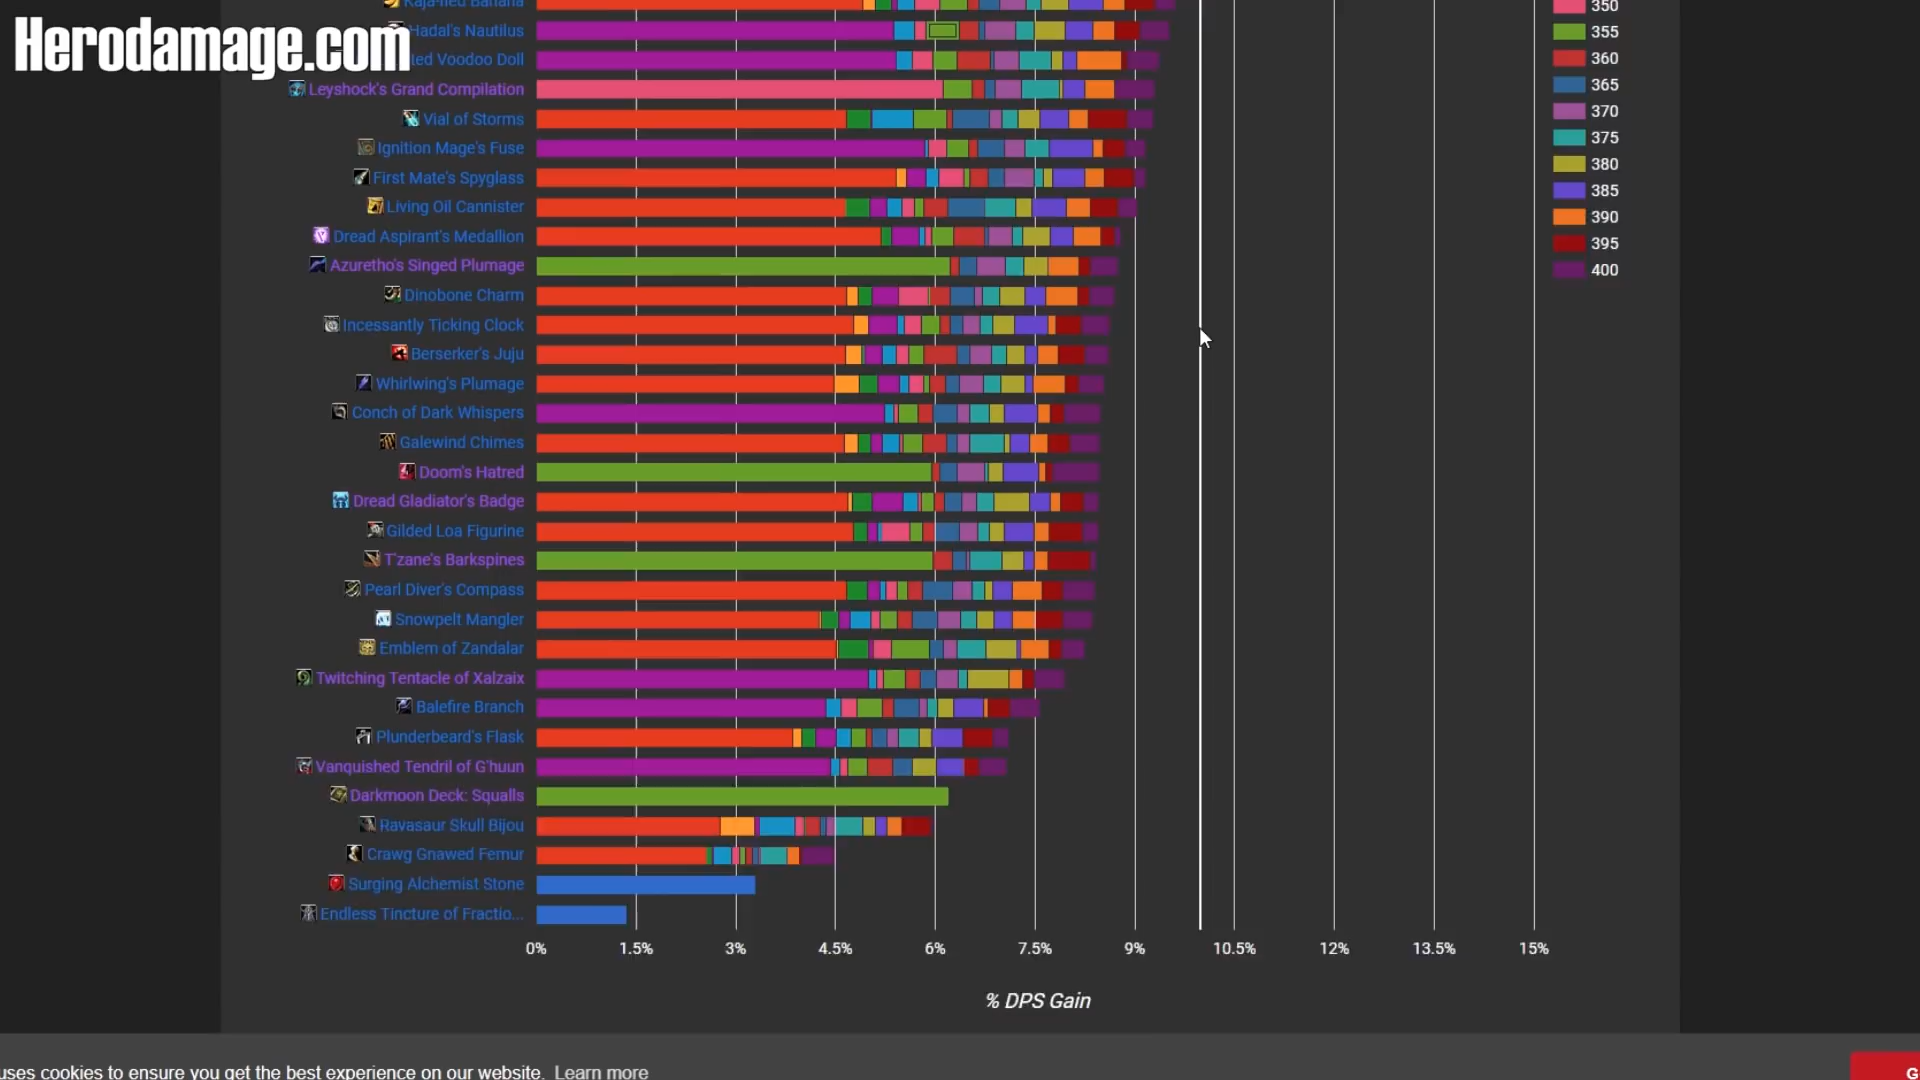 Kaja-fied Banana
350
Herodamage.com
Hadal's Nautilus
355
ted Voodoo Doll
360
Leyshock's Grand Compilation
365
Vial of Storms
370
Ignition Mage's Fuse
375
First Mate's Spyglass
380
Living Oil Cannister
385
Dread Aspirant's Medallion
390
395
Azuretho's Singed Plumage
400
Dinobone Charm
Incessantly Ticking Clock
Berserker's Juju
Whirlwing's Plumage
Conch of Dark Whispers
Galewind Chimes
Doom's Hatred
Dread Gladiator's Badge
Gilded Loa Figurine
T'zane's Barkspines
Pearl Diver's Compass
Snowpelt Mangler
Emblem of Zandalar
Twitching Tentacle of Xalzaix
Balefire Branch
Plunderbeard's Flask
Vanquished Tendril of G'huun
Darkmoon Deck: Squalls
Ravasaur Skull Bijou
Crawg Gnawed Femur
Surging Alchemist Stone
Endless Tincture of Fractio...
0% 1.5% 3% 4.5% 6% 7.5% 9% 10.5% 12% 13.5% 15%
% DPS Gain
uses cookies to ensure you get the best experience on our website. Learn more
G